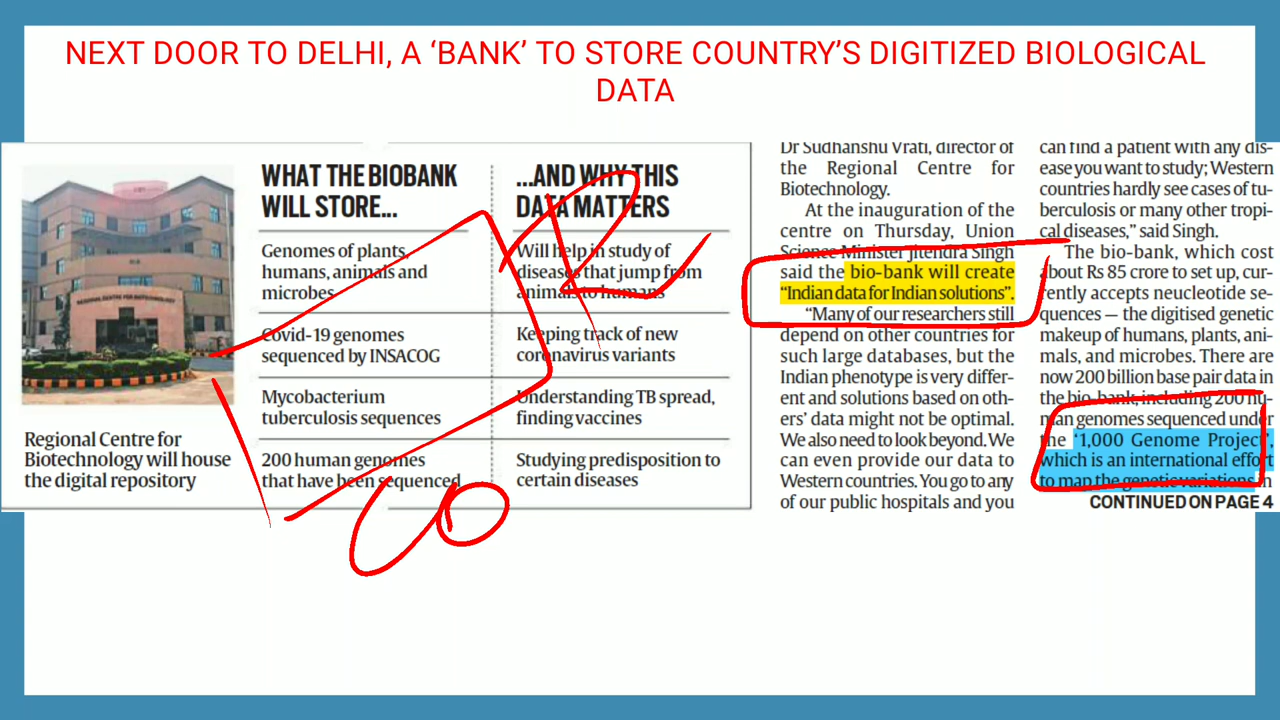 NEXT DOOR TO DELHI, A ‘BANK’ TO STORE COUNTRY’S DIGITIZED BIOLOGICAL
DATA
REGIONAL CENTRE FOR BIOTECHNOLOGY
Regional Centre for
Biotechnology will house
the digital repository
WHAT THE BIOBANK
WILL STORE...
Genomes of plants,
humans, animals and
microbes
Covid-19 genomes
sequenced by INSACOG
Mycobacterium
tuberculosis sequences
200 human genomes
that have been sequenced
...AND WHY THIS
DATA MATTERS
Will help in study of
diseases that jump from
animals to humans
Keeping track of new
coronavirus variants
Understanding TB spread,
finding vaccines
Studying predisposition to
certain diseases
Dr Sudhanshu Vrati, director of
the Regional Centre for
Biotechnology.
At the inauguration of the
centre on Thursday, Union
Science Minister Jitendra Singh
said the bio-bank will create
“Indian data for Indian solutions”.
“Many of our researchers still
depend on other countries for
such large databases, but the
Indian phenotype is very differ-
ent and solutions based on oth-
ers’ data might not be optimal.
We also need to look beyond. We
can even provide our data to
Western countries. You go to any
of our public hospitals and you
can find a patient with any dis-
ease you want to study; Western
countries hardly see cases of tu-
berculosis or many other tropi-
cal diseases,” said Singh.
The bio-bank, which cost
about Rs 85 crore to set up, cur-
rently accepts neucleotide se-
quences — the digitised genetic
makeup of humans, plants, ani-
mals, and microbes. There are
now 200 billion base pair data in
the bio-bank, including 200 hu-
man genomes sequenced under
the ‘1,000 Genome Project’,
which is an international effort
to map the genetic variations in
CONTINUED ON PAGE 4